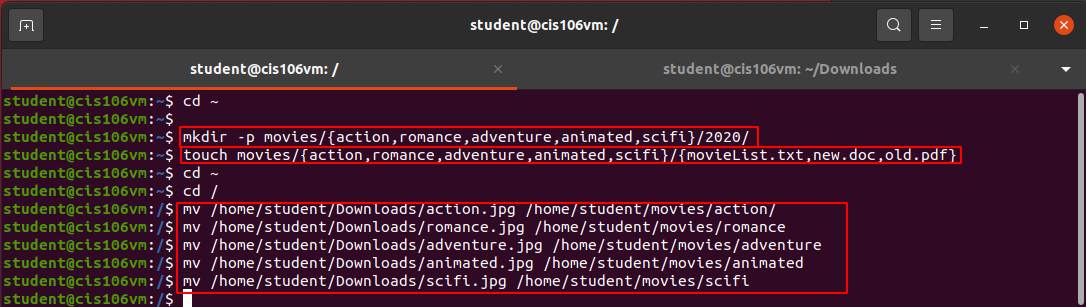 student@cis106vm: /
student@cis106vm: /
student@cis106vm: ~/Downloads
student@cis106vm:~$ cd ~
student@cis106vm:~$
student@cis106vm:~$ mkdir -p movies/{action,romance,adventure,animated,scifi}/2020/
student@cis106vm:~$ touch movies/{action,romance,adventure,animated,scifi}/{movieList.txt,new.doc,old.pdf}
student@cis106vm:~$ cd ~
student@cis106vm:~$ cd /
student@cis106vm:/$ mv /home/student/Downloads/action.jpg /home/student/movies/action/
student@cis106vm:/$ mv /home/student/Downloads/romance.jpg /home/student/movies/romance
student@cis106vm:/$ mv /home/student/Downloads/adventure.jpg /home/student/movies/adventure
student@cis106vm:/$ mv /home/student/Downloads/animated.jpg /home/student/movies/animated
student@cis106vm:/$ mv /home/student/Downloads/scifi.jpg /home/student/movies/scifi
student@cis106vm:/$